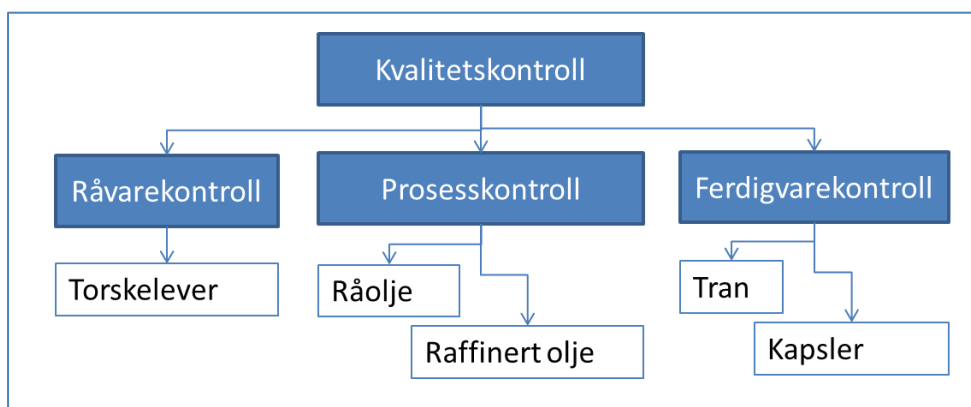 Kvalitetskontroll
Råvarekontroll
Prosesskontroll
Ferdigvarekontroll
Torskelever
Råolje
Tran
Raffinert olje
Kapsler